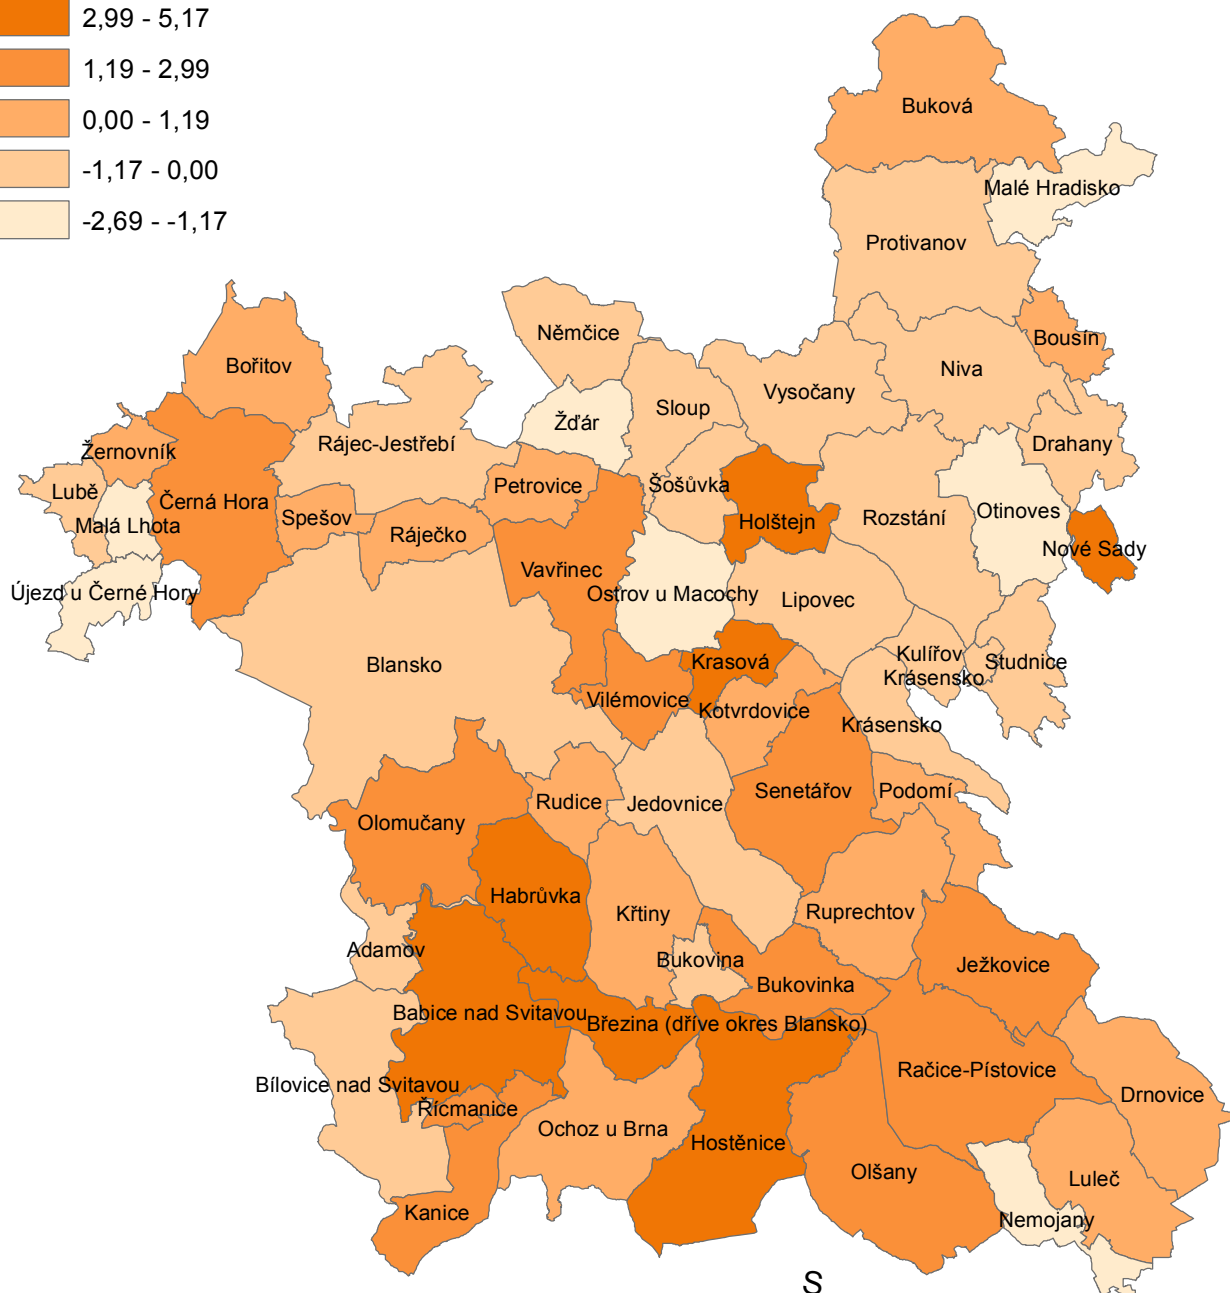 2,99 - 5,17
1,19 - 2,99
0,00 - 1,19
-1,17 - 0,00
-2,69 - -1,17
Buková
Malé Hradisko
Protivanov
Němčice
Bousín
Bořitov
Niva
Vysočany
Sloup
Žďár
Rájec-Jestřebí
Drahany
Žernovník
Lubě
Petrovice
Šošůvka
Černá Hora
Malá Lhota
Spešov
Ráječko
Holštejn
Rozstání
Otinoves
Nové Sady
Vavřinec
Újezd u Černé Hory
Ostrov u Macochy
Lipovec
Blansko
Krasová
Kulířov
Krásensko
Studnice
Vilémovice
Kotvrdovice
Krásensko
Senetářov
Podomí
Rudice
Jedovnice
Olomučany
Habrůvka
Křtiny
Ruprechtov
Adamov
Bukovina
Ježkovice
Bukovinka
Babice nad Svitavou
Březina (dříve okres Blansko)
Račice-Pístovice
Bílovice nad Svitavou
Drnovice
Řícmanice
Ochoz u Brna
Hostěnice
Olšany
Luleč
Kanice
Nemojany
S